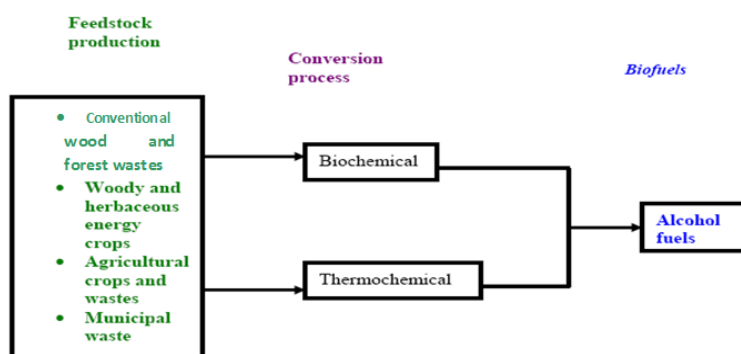 Feedstock
production
Conversion
process
Biofuels
• Conventional
wood and
forest wastes
• Woody and
herbaceous
energy
crops
• Agricultural
crops and
wastes
• Municipal
waste
Biochemical
Thermochemical
Alcohol
fuels